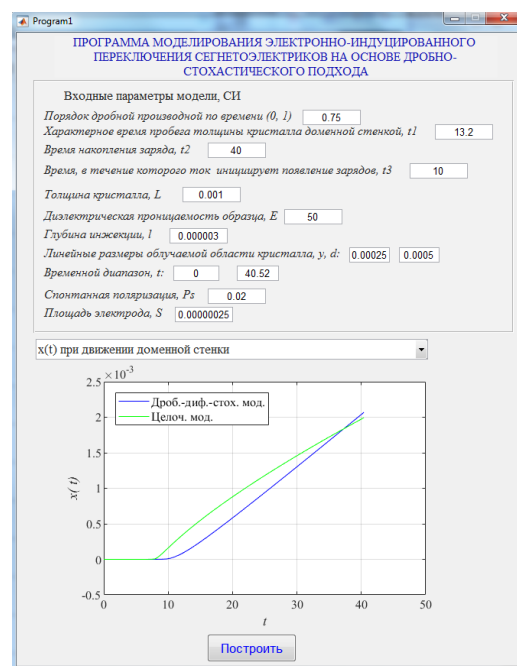 Program1
ПРОГРАММА МОДЕЛИРОВАНИЯ ЭЛЕКТРОННО-ИНДУЦИРОВАННОГО
ПЕРЕКЛЮЧЕНИЯ СЕГНЕТОЭЛЕКТРИКОВ НА ОСНОВЕ ДРОБНО-
СТОХАСТИЧЕСКОГО ПОДХОДА
Входные параметры модели, СИ
Порядок дробной производной по времени (0, 1) 0.75
Характерное время пробега толщины кристалла доменной стенкой, t1 13.2
Время накопления заряда, t2 40
Время, в течение которого ток инициирует появление зарядов, t3 10
Толщина кристалла, L 0.001
Диэлектрическая проницаемость образца, E 50
Глубина инжекции, l 0.000003
Линейные размеры облучаемой области кристалла, y, d: 0.00025 0.0005
Временной диапазон, t: 0 40.52
Спонтанная поляризация, Ps 0.02
Площадь электрода, S 0.00000025
x(t) при движении доменной стенки
×10⁻³
2.5
Дроб.-диф.-стох. мод.
Целоч. мод.
2
1.5
1
0.5
0
-0.5
x( t)
0 10 20 30 40 50
t
Построить